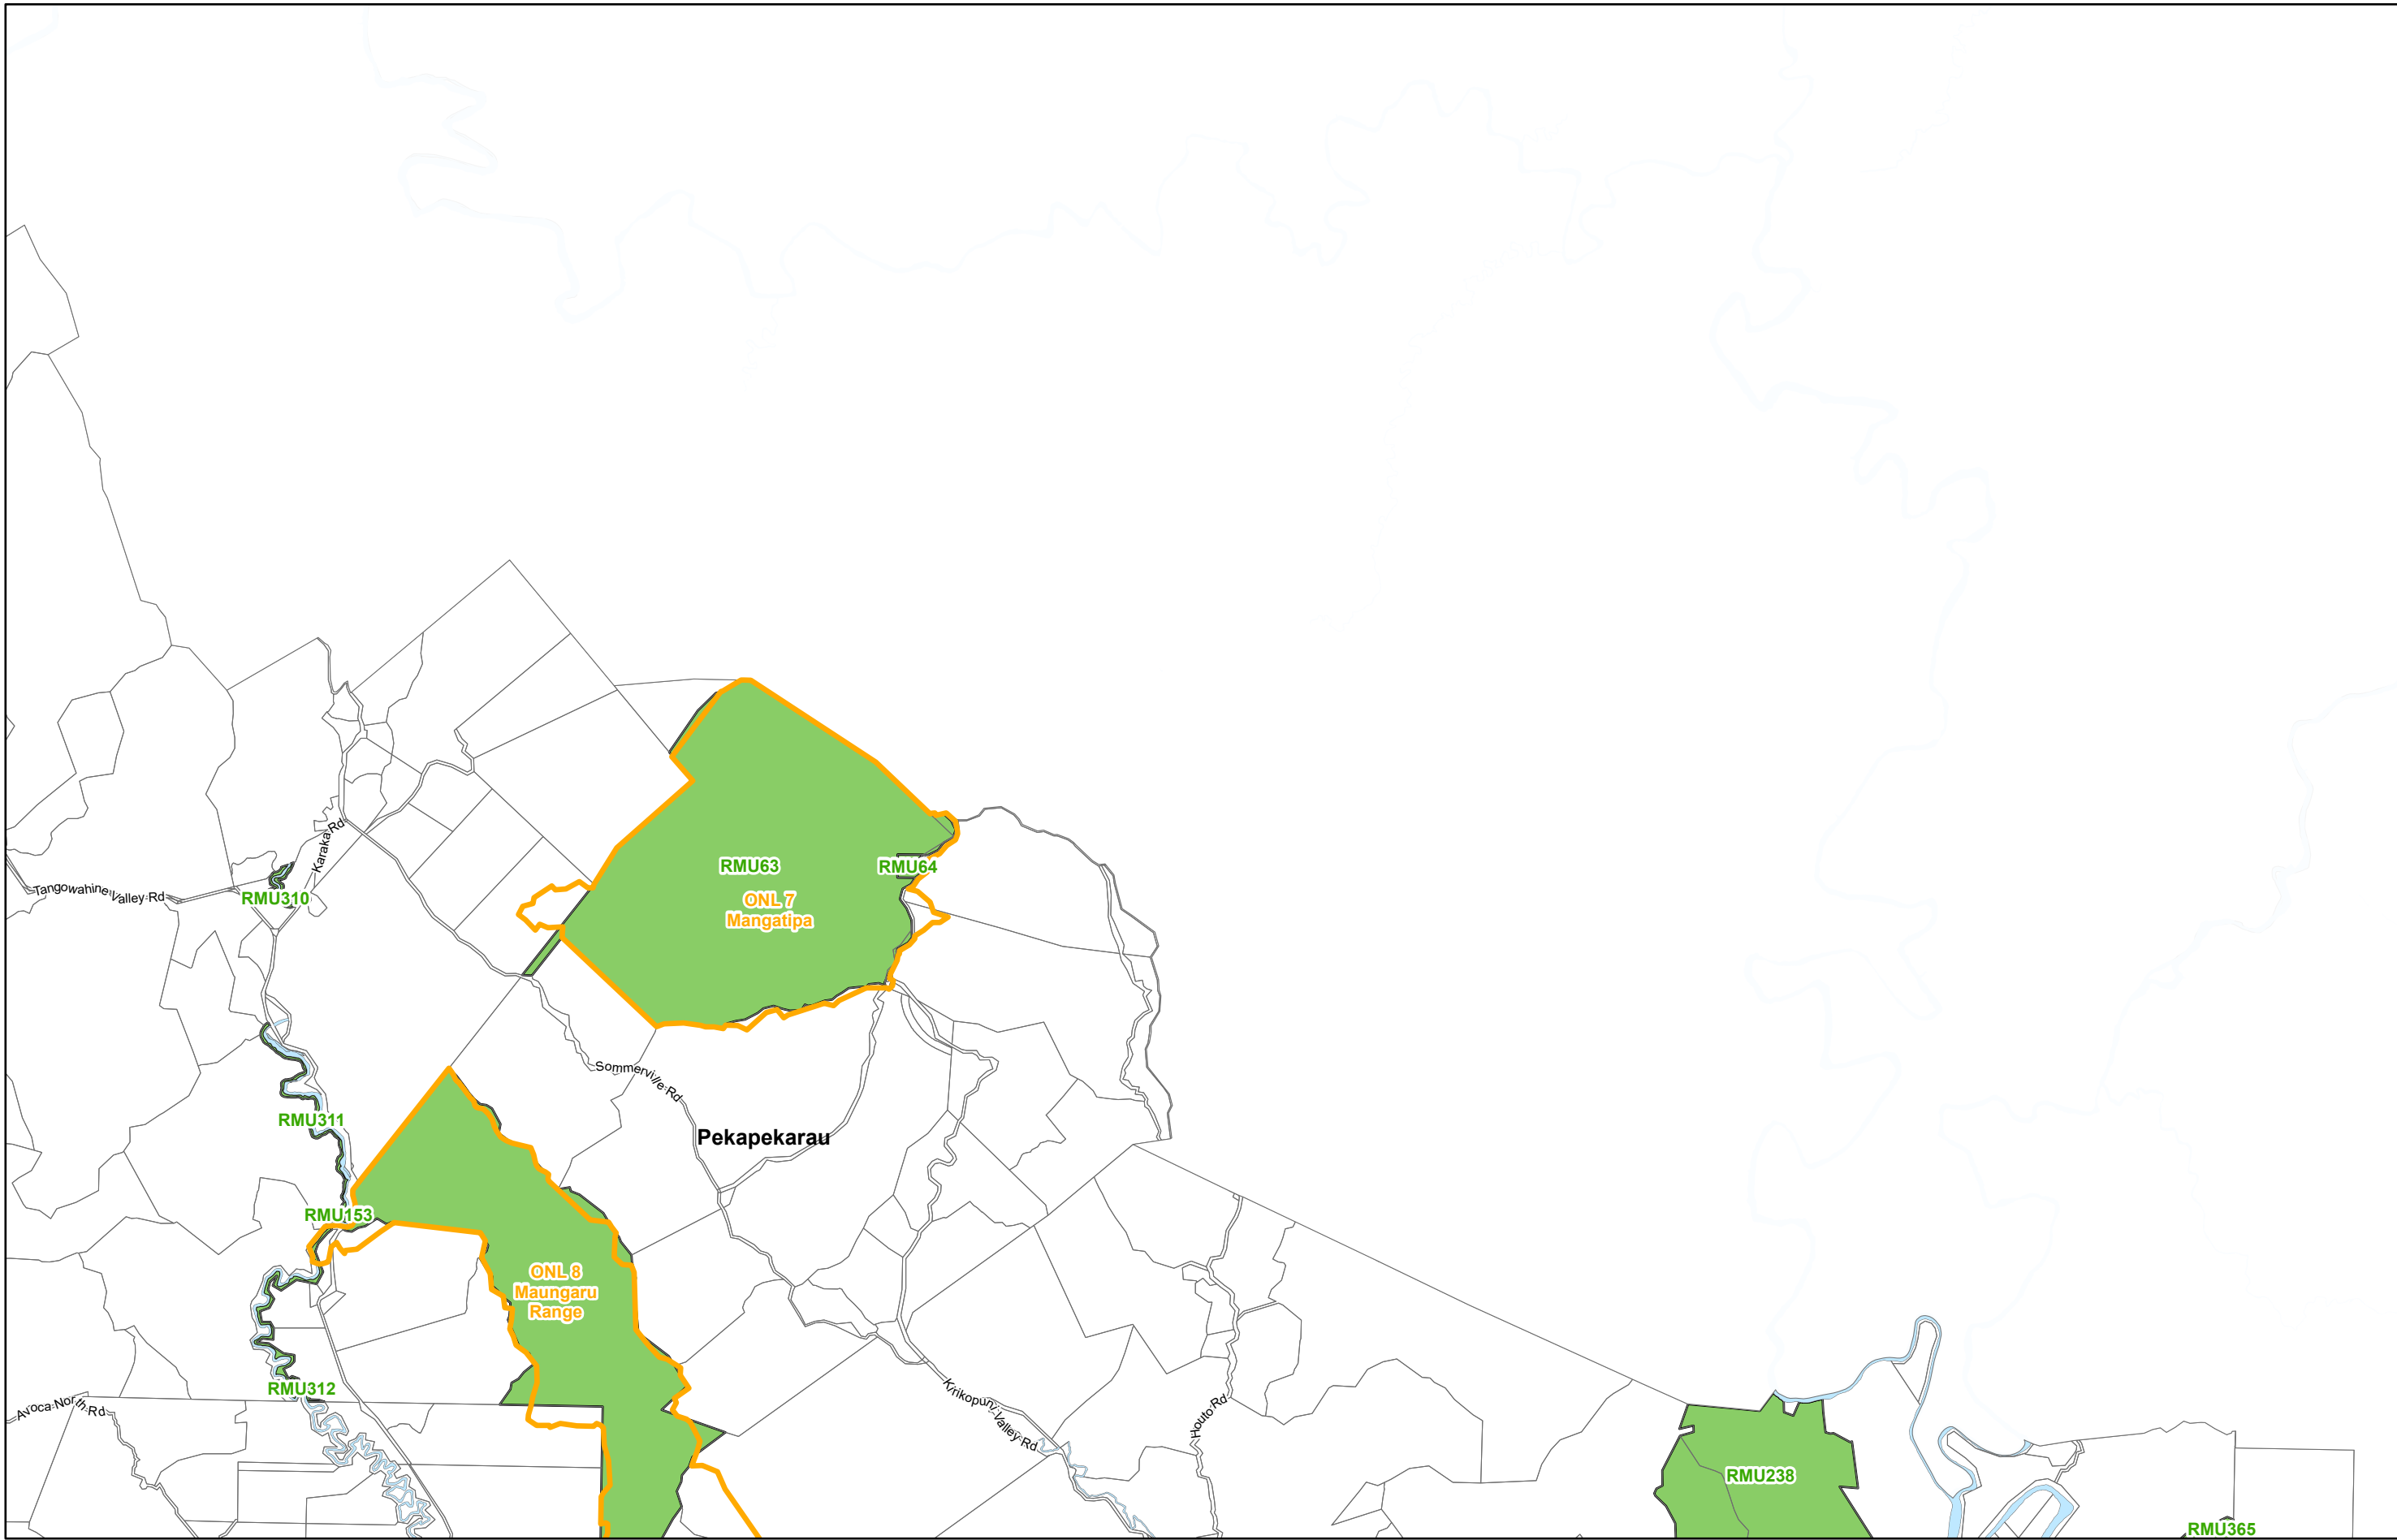 RMU63
RMU64
ONL 7
Mangatipa
Karaka Rd
Tangowahine Valley Rd
RMU310
Sommerville Rd
RMU311
Pekapekarau
RMU153
ONL 8
Maungaru
Range
RMU312
Avoca North Rd
Kirikopuni Valley Rd
Houto Rd
RMU238
RMU365